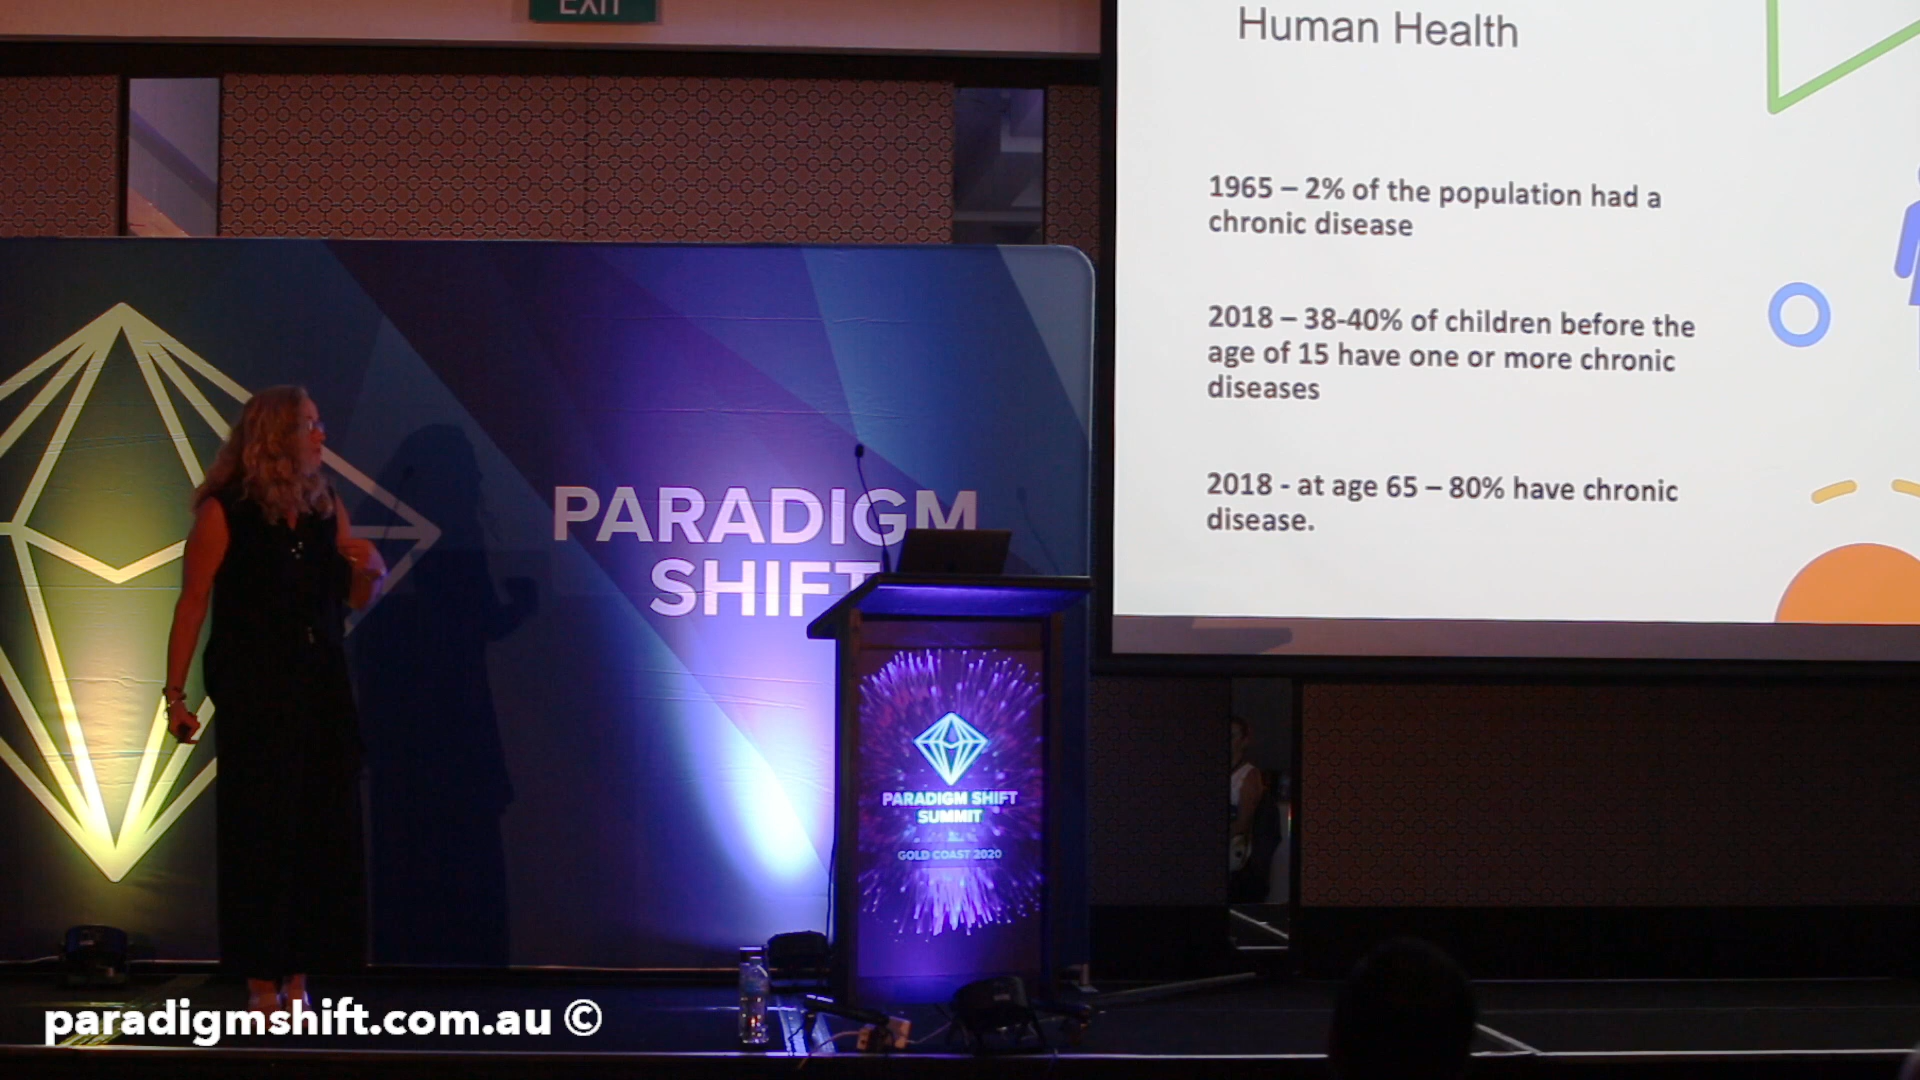 EXIT
Human Health
1965 – 2% of the population had a
chronic disease
2018 – 38-40% of children before the
age of 15 have one or more chronic
diseases
2018 - at age 65 – 80% have chronic
disease.
PARADIGM
SHIFT
PARADIGM SHIFT
SUMMIT
GOLD COAST 2020
paradigmshift.com.au ©